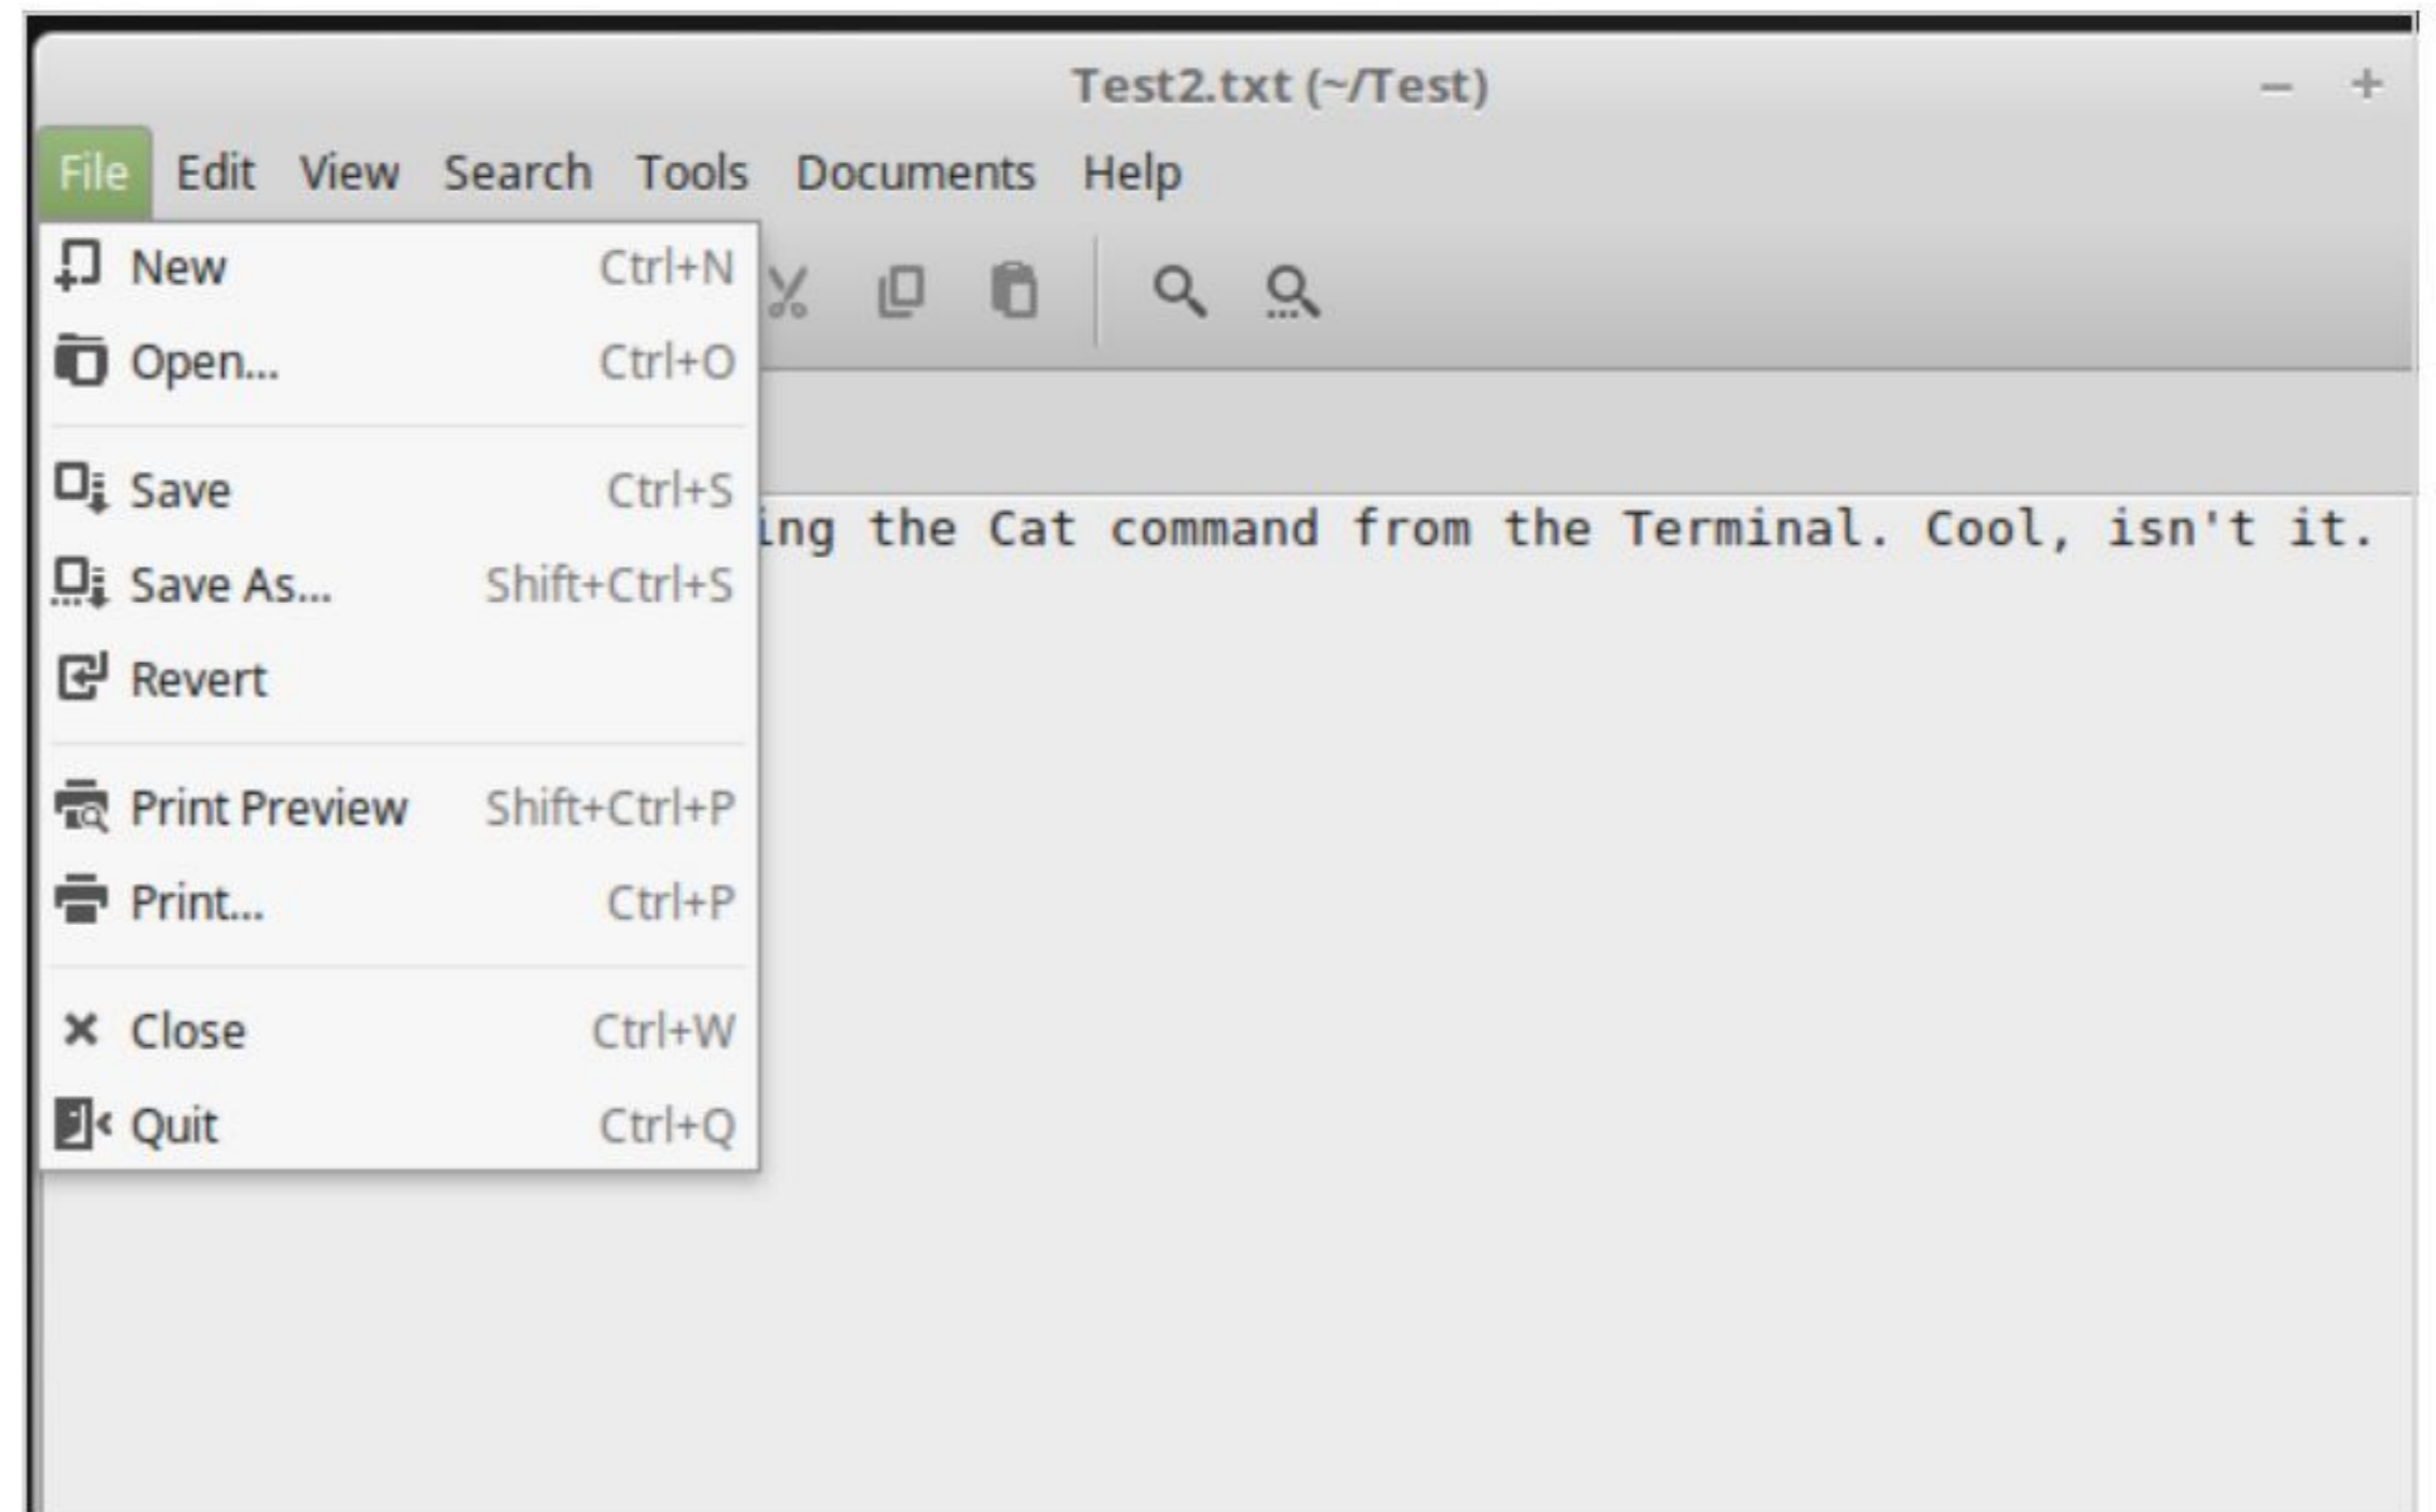 Test2.txt (~/Test)
File Edit View Search Tools Documents Help
New Ctrl+N
Open... Ctrl+O
Save Ctrl+S
ing the Cat command from the Terminal. Cool, isn't it.
Save As... Shift+Ctrl+S
Revert
Print Preview Shift+Ctrl+P
Print... Ctrl+P
Close Ctrl+W
Quit Ctrl+Q